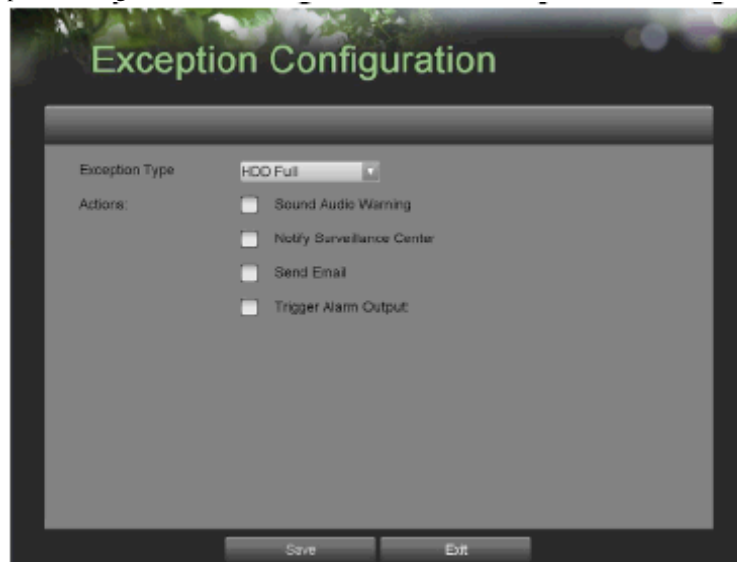 Exception Configuration
Exception Type HDD Full
Actions: Sound Audio Warning
Notify Surveillance Center
Send Email
Trigger Alarm Output:
Save Exit